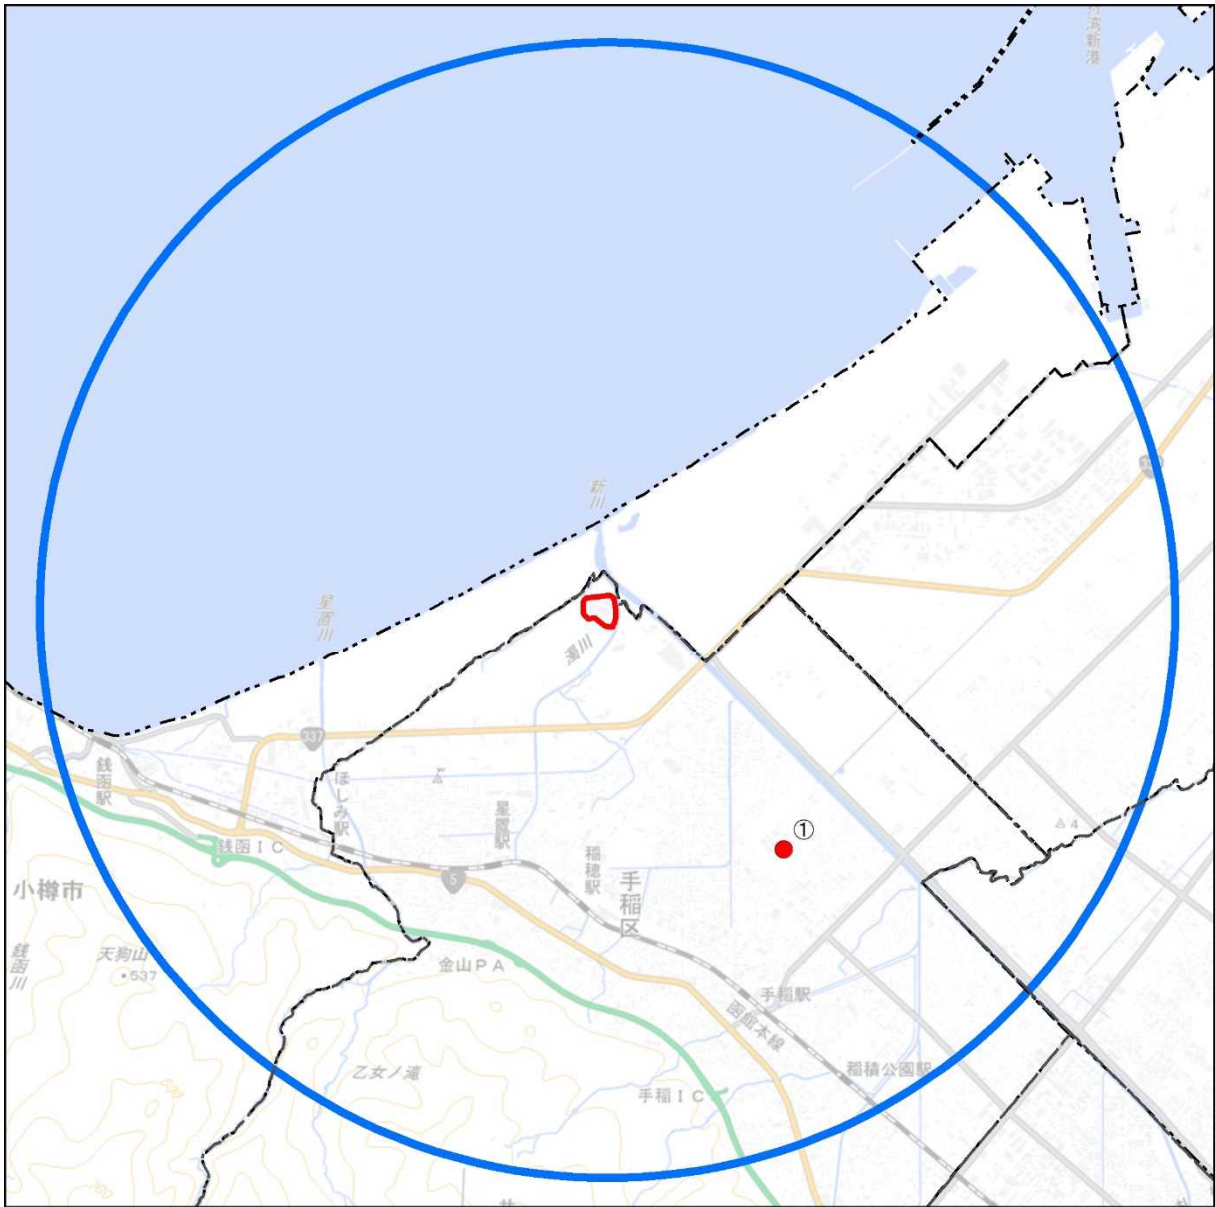 湾新港
新川
星置川
濁川
337
337
銭函駅
ほしみ駅
星置駅
稲穂駅
銭函IC
5
手稲区
①
4
小樽市
銭函川
天狗山
537
金山PA
手稲駅
函館本線
乙女ノ滝
稲積公園駅
手稲IC
500
700